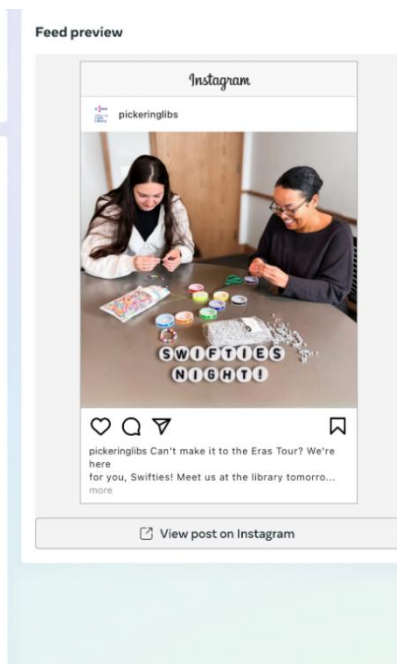 Feed preview
Instagram
pickeringlibs
SWIFTIES
NIGHT!
pickeringlibs Can't make it to the Eras Tour? We're
here
for you, Swifties! Meet us at the library tomorro...
more
View post on Instagram